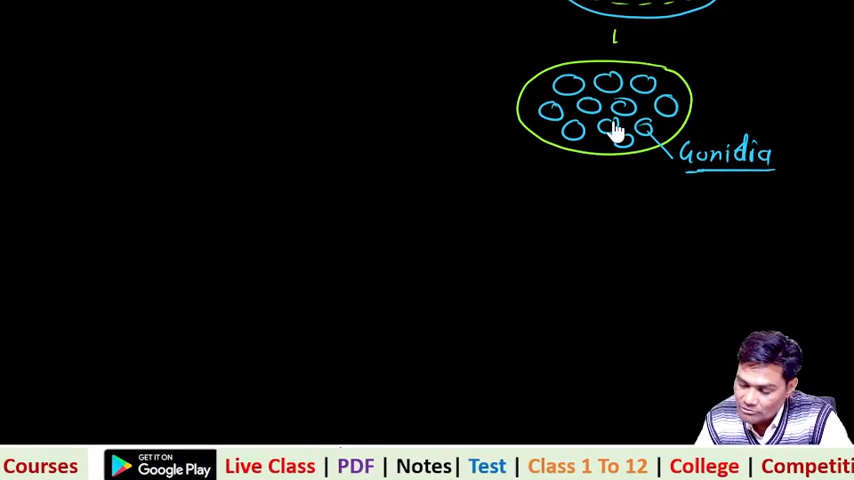 Gonidia
Courses
GET IT ON
Google Play
Live Class | PDF | Notes| Test | Class 1 To 12 | College | Competiti